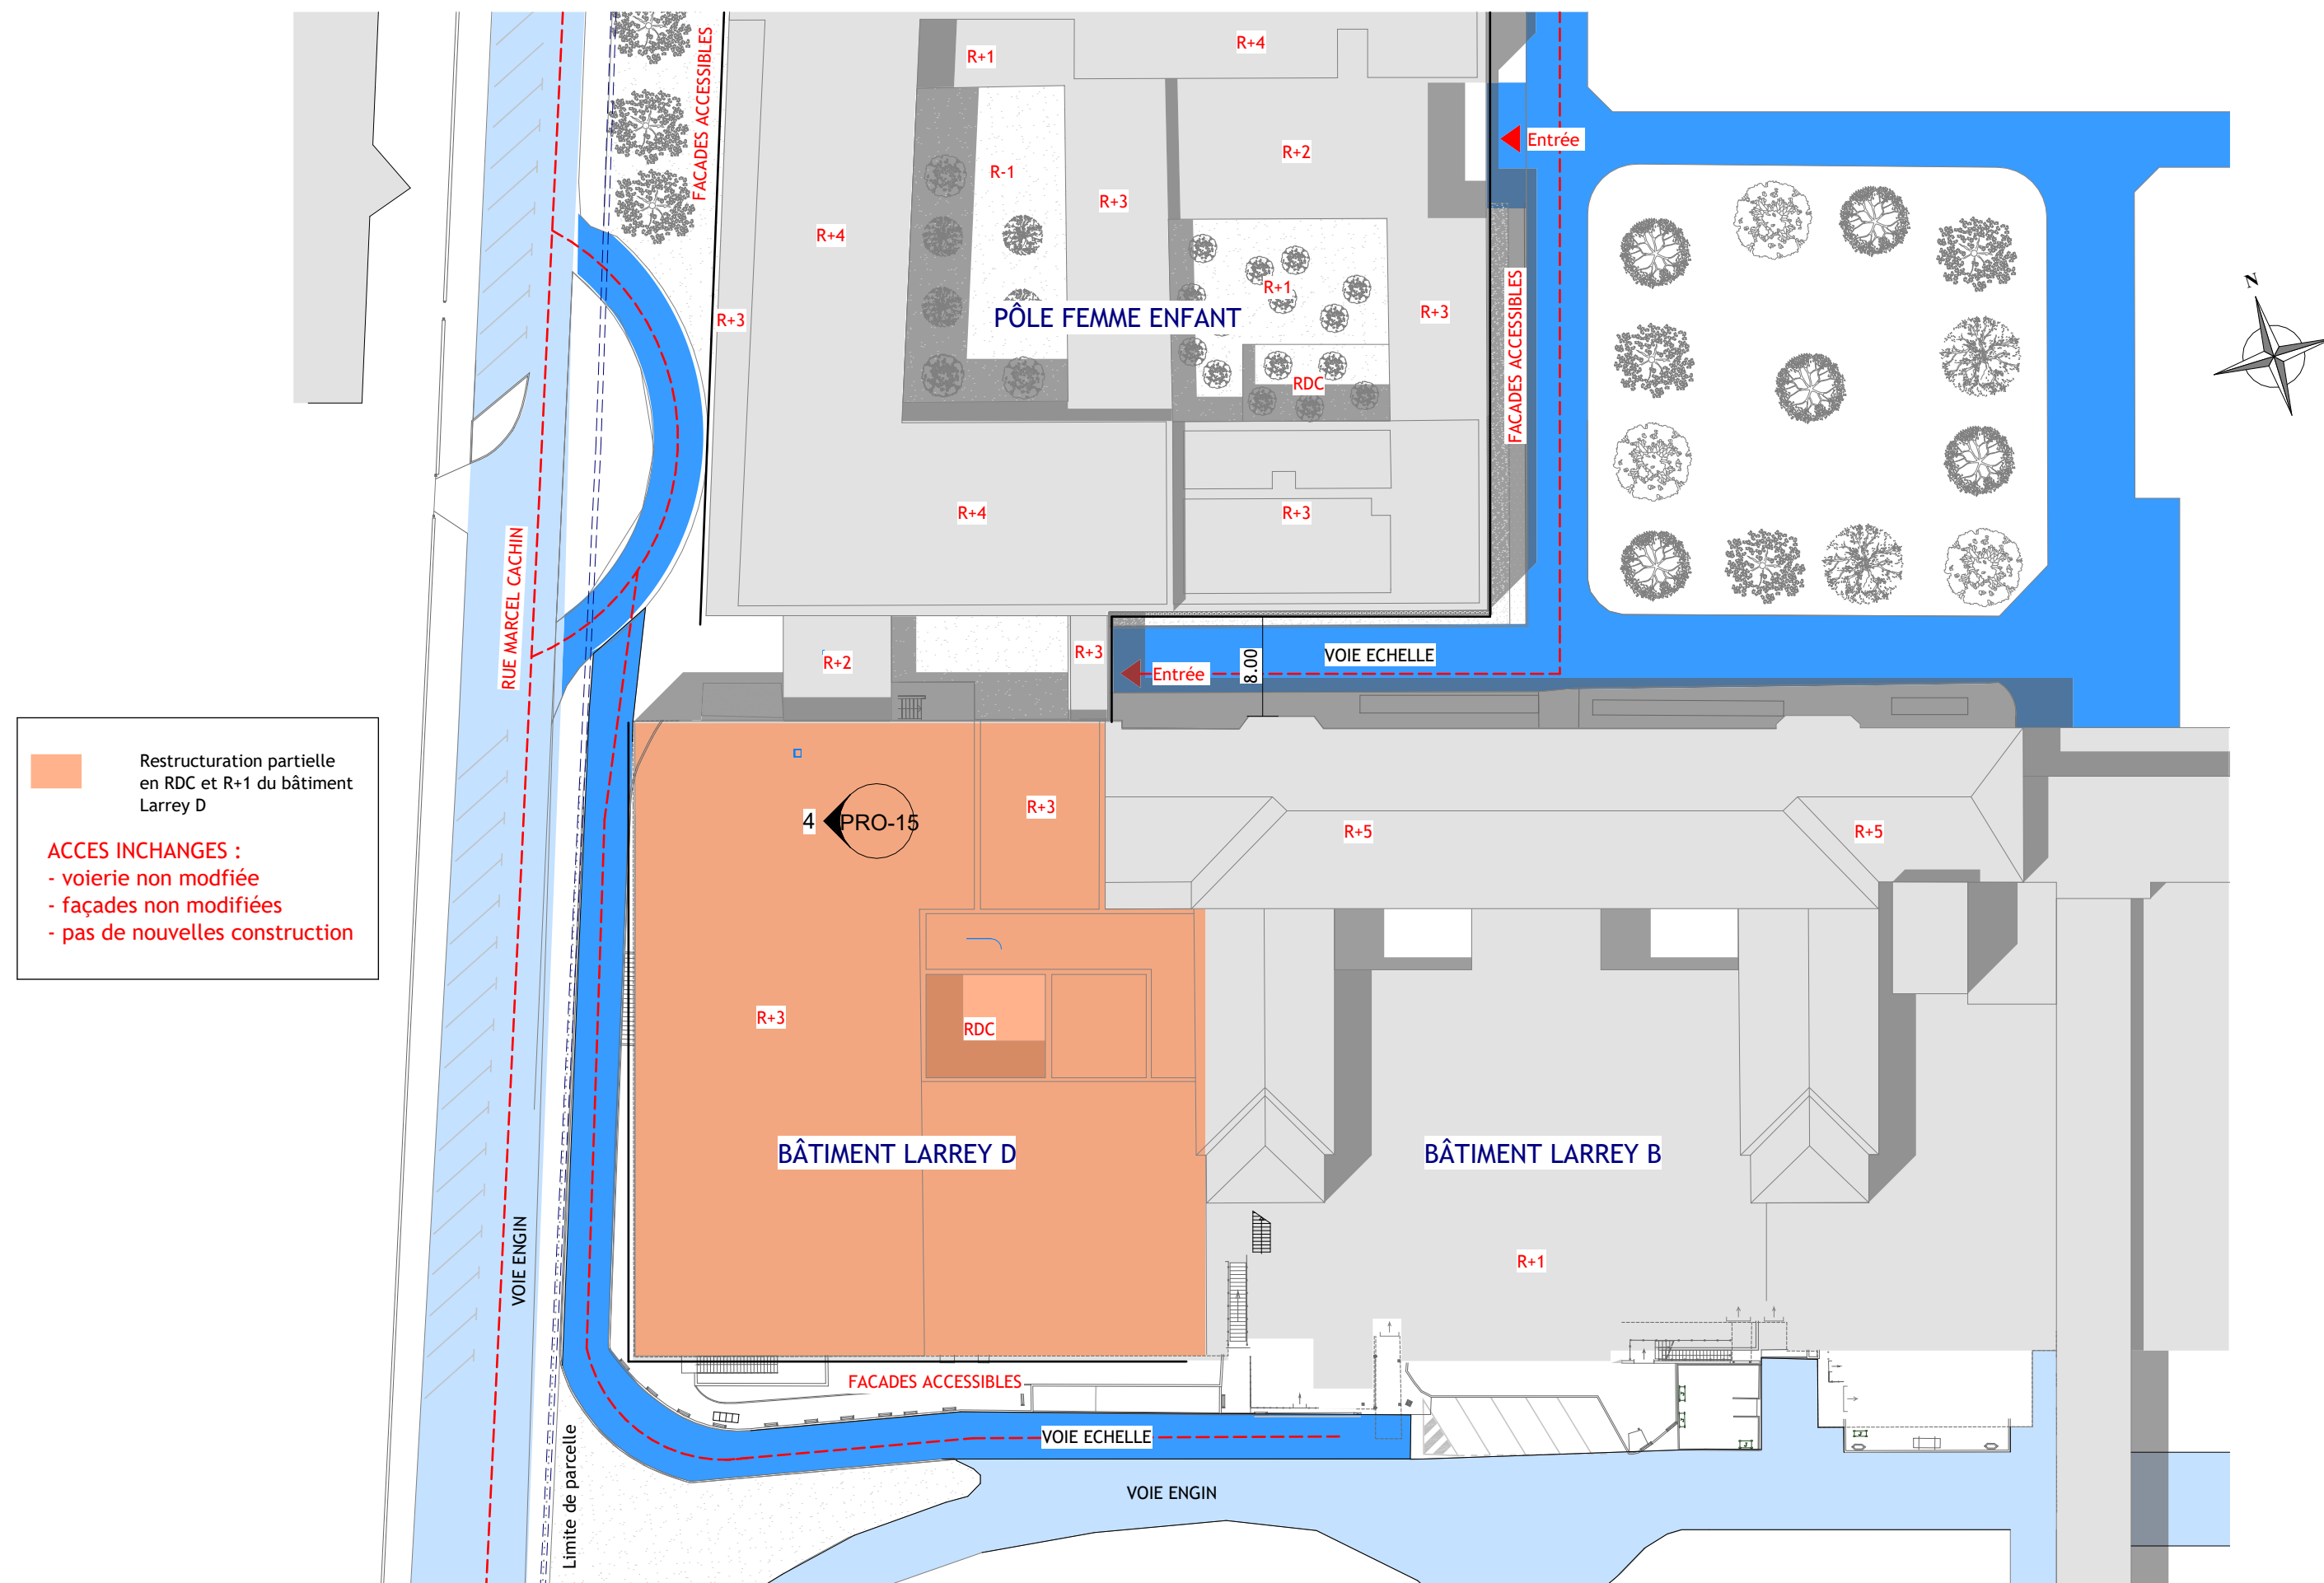 FACADES ACCESSIBLES
R+1
R+4
Entrée
R+2
R-1
R+3
R+4
N
R+1
R+3
PÔLE FEMME ENFANT
R+3
FACADES ACCESSIBLES
RDC
R+4
R+3
RUE MARCEL CACHIN
R+2
R+3
Entrée
8.00
VOIE ECHELLE
Restructuration partielle
en RDC et R+1 du bâtiment
Larrey D
ACCES INCHANGES :
- voierie non modfiée
- façades non modifiées
- pas de nouvelles construction
4
PRO-15
R+3
R+5
R+5
R+3
RDC
BÂTIMENT LARREY D
BÂTIMENT LARREY B
VOIE ENGIN
R+1
FACADES ACCESSIBLES
VOIE ECHELLE
Limite de parcelle
VOIE ENGIN